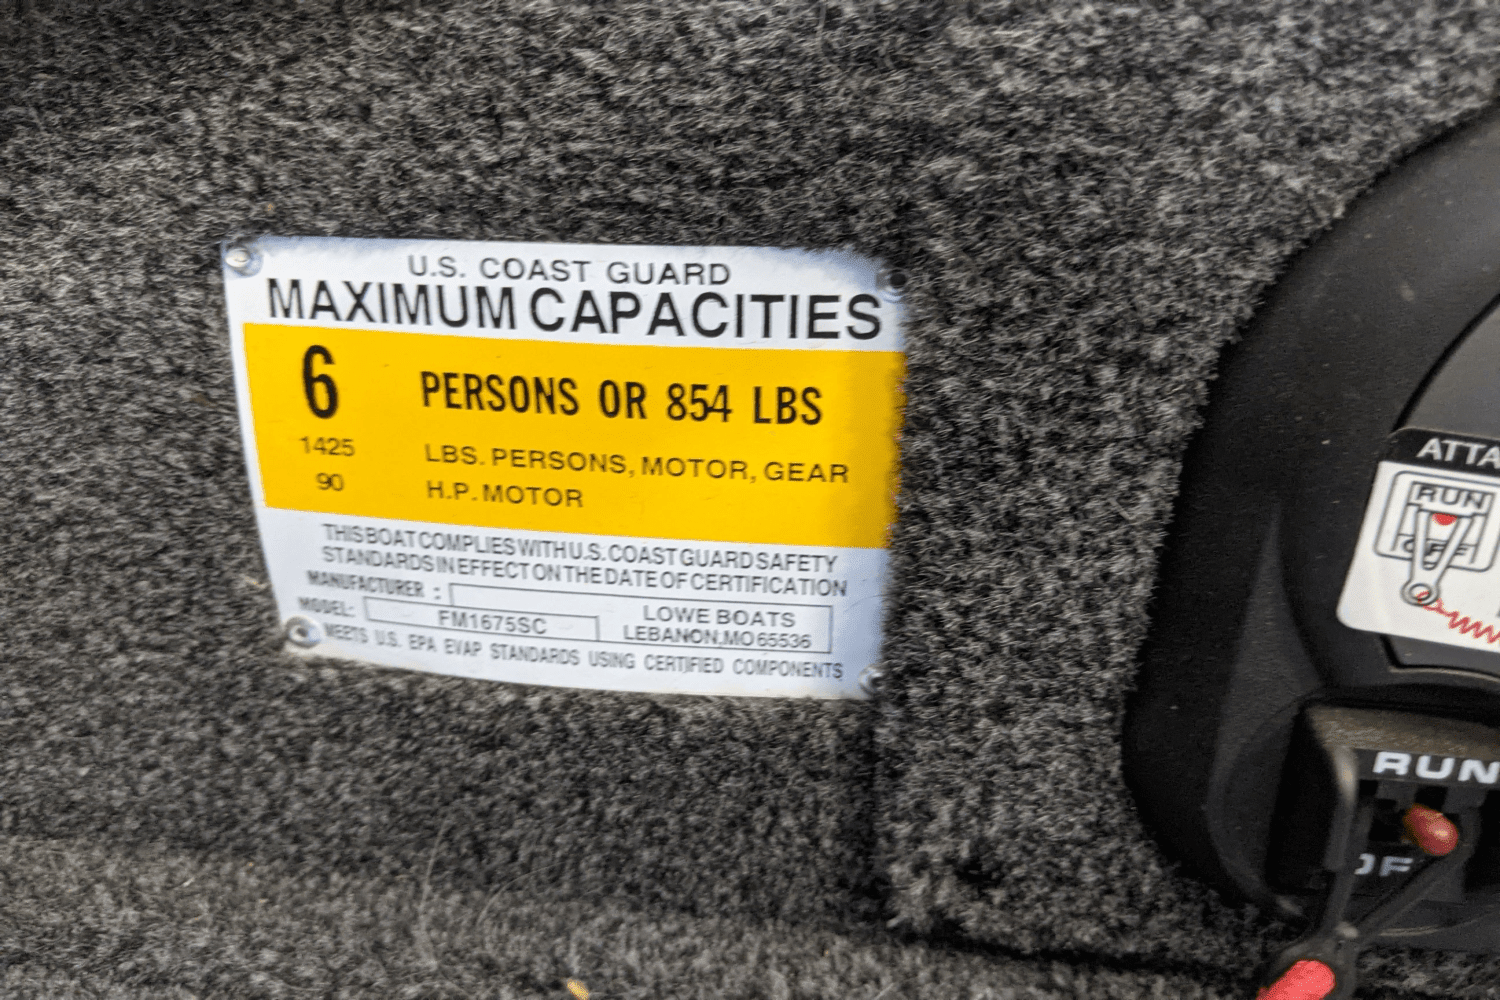 U.S. COAST GUARD
MAXIMUM CAPACITIES
6 PERSONS OR 854 LBS
1425 LBS. PERSONS, MOTOR, GEAR
90 H.P. MOTOR
THIS BOAT COMPLIES WITH U.S. COAST GUARD SAFETY
STANDARDS IN EFFECT ON THE DATE OF CERTIFICATION
MANUFACTURER : LOWE BOATS
MODEL: FM1675SC LEBANON, MO 65536
MEETS U.S. EPA EVAP STANDARDS USING CERTIFIED COMPONENTS
ATTA
RUN
OFF
RUN
OF